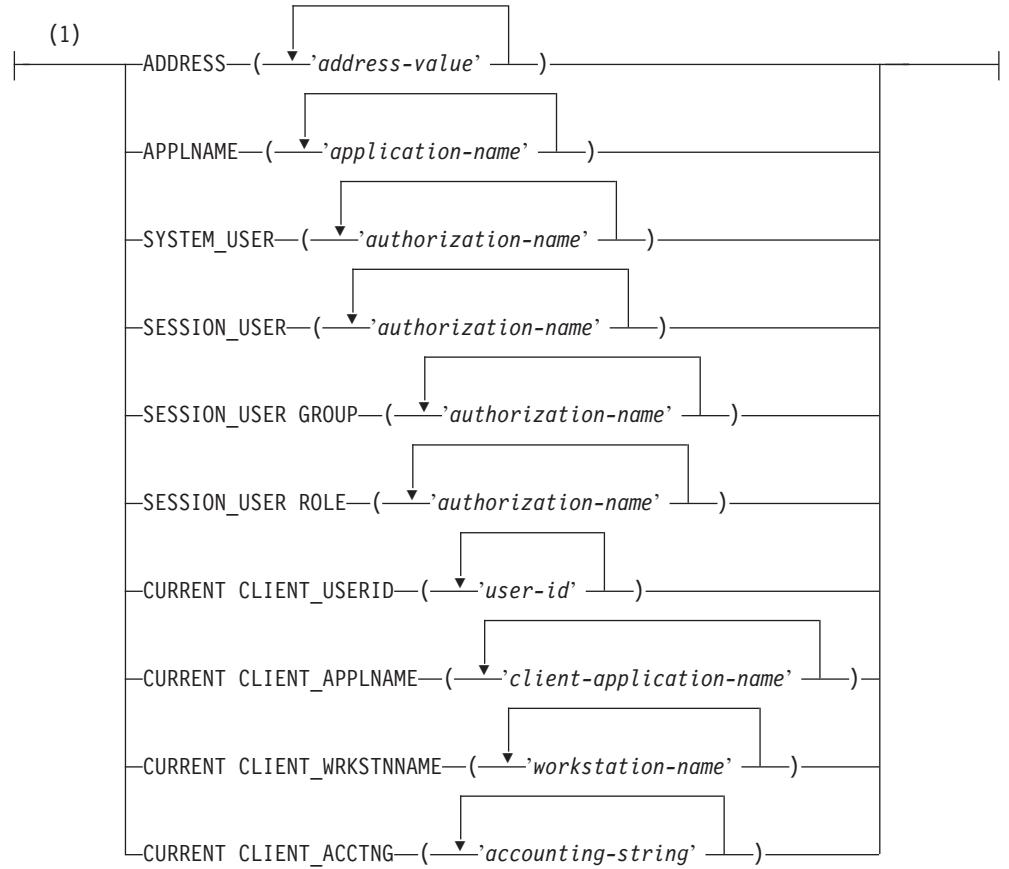 (1)
ADDRESS ( 'address-value' )
APPLNAME ( 'application-name' )
SYSTEM_USER ( 'authorization-name' )
SESSION_USER ( 'authorization-name' )
SESSION_USER GROUP ( 'authorization-name' )
SESSION_USER ROLE ( 'authorization-name' )
CURRENT CLIENT_USERID ( 'user-id' )
CURRENT CLIENT_APPLNAME ( 'client-application-name' )
CURRENT CLIENT_WRKSTNNAME ( 'workstation-name' )
CURRENT CLIENT_ACCTNG ( 'accounting-string' )